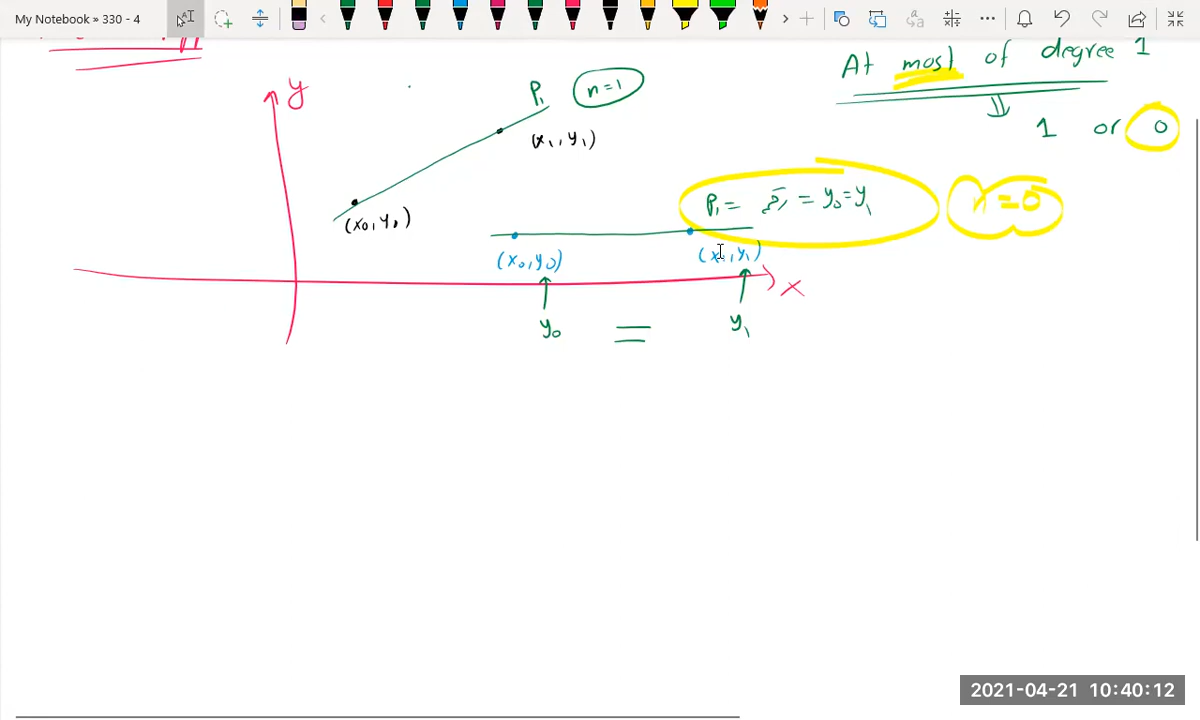 My Notebook » 330 - 4
At most of degree 1
1 or 0
y
P₁ n=1
(x₁, y₁)
(x₀, y₀)
P₁ = = y₀ = y₁
n=0
(x₀, y₀)
(x₁, y₁)
x
y₀ = y₁
2021-04-21 10:40:12